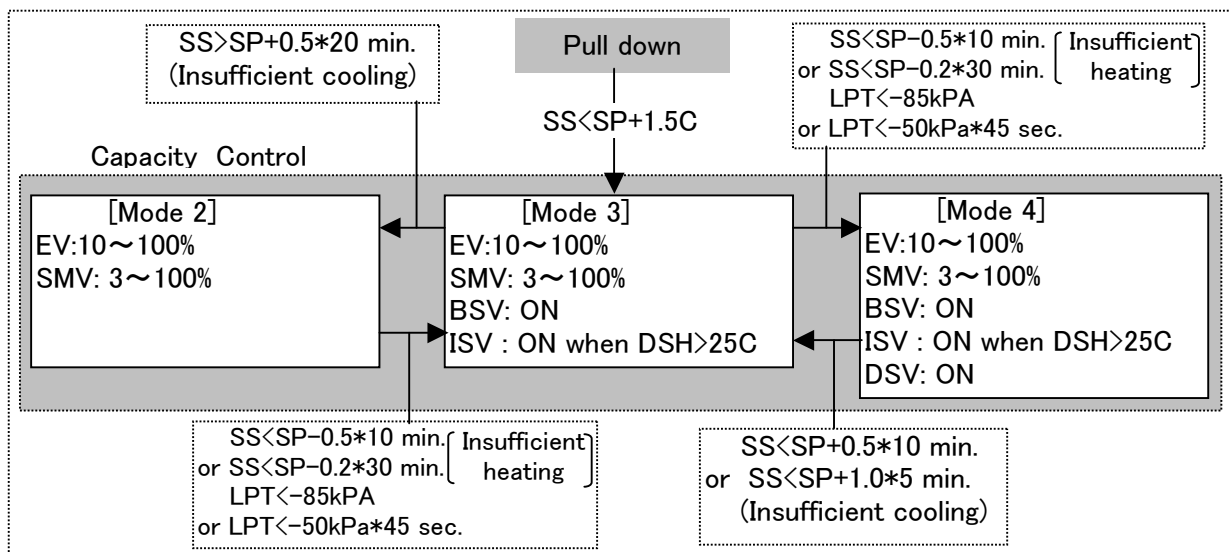 SS>SP+0.5*20 min.
(Insufficient cooling)
Pull down
SS<SP+1.5C
SS<SP-0.5*10 min.
or SS<SP-0.2*30 min.
Insufficient
heating
LPT<-85kPA
or LPT<-50kPa*45 sec.
Capacity Control
[Mode 2]
EV:10～100%
SMV: 3～100%
[Mode 3]
EV:10～100%
SMV: 3～100%
BSV: ON
ISV : ON when DSH>25C
[Mode 4]
EV:10～100%
SMV: 3～100%
BSV: ON
ISV : ON when DSH>25C
DSV: ON
SS<SP-0.5*10 min.
or SS<SP-0.2*30 min.
Insufficient
heating
LPT<-85kPA
or LPT<-50kPa*45 sec.
SS<SP+0.5*10 min.
or SS<SP+1.0*5 min.
(Insufficient cooling)